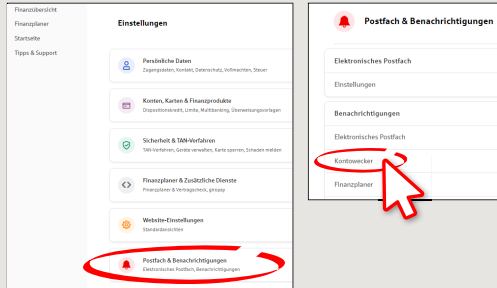 Finanzübersicht
Finanzplaner
Startseite
Tipps & Support
Einstellungen
Persönliche Daten
Zugangsdaten, Kontakt, Datenschutz, Vollmachten, Steuer
Konten, Karten & Finanzprodukte
Dispositionskredit, Limite, Multibanking, Überweisungsvorlagen
Sicherheit & TAN-Verfahren
TAN-Verfahren, Geräte verwalten, Karte sperren, Schaden melden
Finanzplaner & Zusätzliche Dienste
Finanzplaner & Vertragscheck, giropay
Website-Einstellungen
Standardansichten
Postfach & Benachrichtigungen
Elektronisches Postfach, Benachrichtigungen
Postfach & Benachrichtigungen
Elektronisches Postfach
Einstellungen
Benachrichtigungen
Elektronisches Postfach
Kontowecker
Finanzplaner